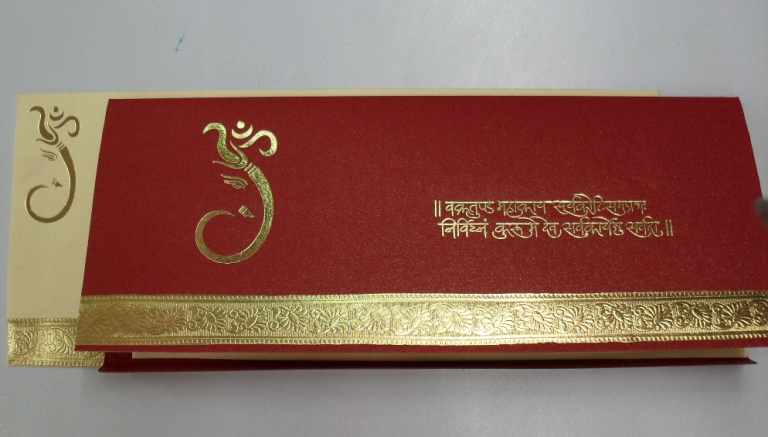 ॥ वक्रतुण्ड महाकाय सूर्यकोटि समप्रभः
निर्विघ्नं कुरू मे देव सर्वकार्येषु सर्वदा ॥